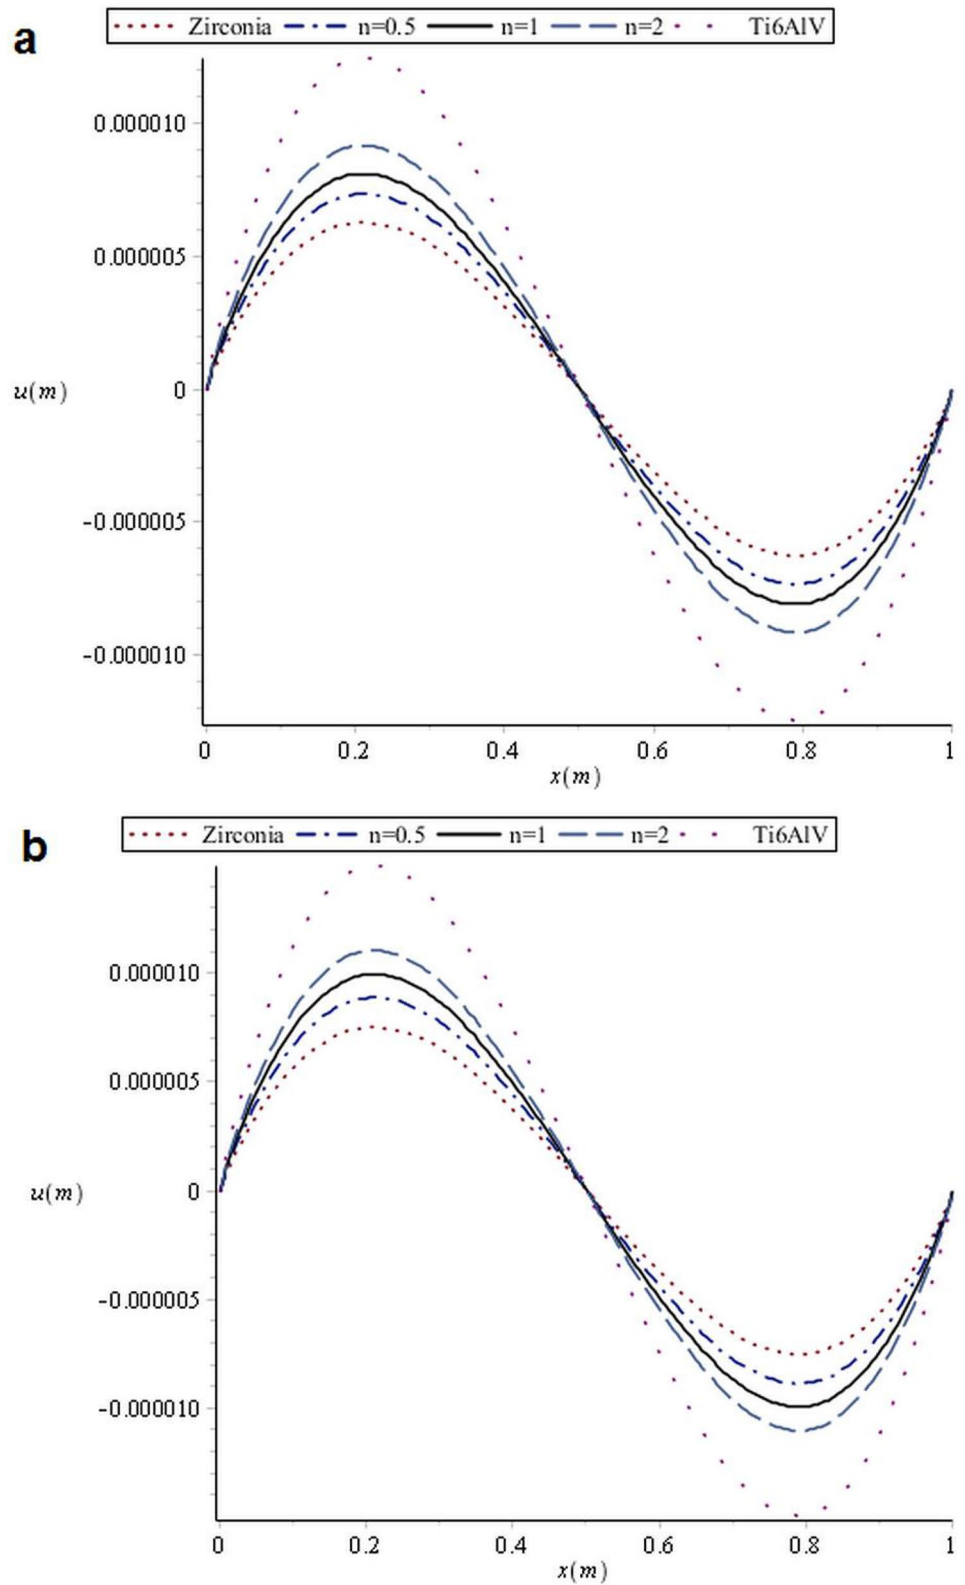 a
Zirconia n=0.5 n=1 n=2 Ti6AlV
0.000010
0.000005
u(m) 0
-0.000005
-0.000010
0 0.2 0.4 0.6 0.8 1
x(m)
b
Zirconia n=0.5 n=1 n=2 Ti6AlV
0.000010
0.000005
u(m) 0
-0.000005
-0.000010
0 0.2 0.4 0.6 0.8 1
x(m)